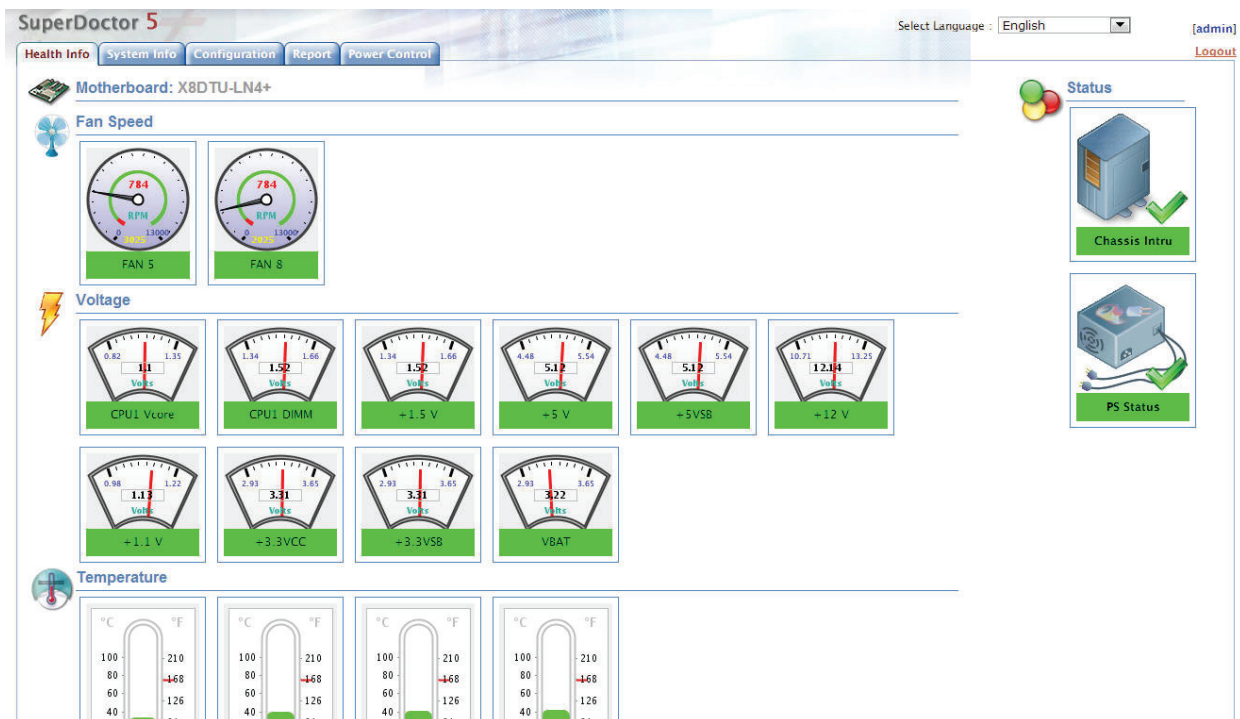 SuperDoctor 5
Select Language : English
[admin]
Health Info System Info Configuration Report Power Control
Logout
Motherboard: X8DTU-LN4+
Status
Fan Speed
784 784
RPM RPM
0 13000 0 13000
3025 2025
FAN 5 FAN 8
Chassis Intru
Voltage
0.82 1.35 1.34 1.66 1.34 1.66 4.48 5.54 4.48 5.54 10.71 13.25
1.1 1.52 1.52 5.12 5.12 12.14
Volts Volts Volts Volts Volts Volts
CPU1 Vcore CPU1 DIMM +1.5 V +5 V +5VSB +12 V
PS Status
0.98 1.22 2.93 3.65 2.93 3.65 2.93 3.65
1.13 3.31 3.31 3.22
Volts Volts Volts Volts
+1.1 V +3.3VCC +3.3VSB VBAT
Temperature
°C °F °C °F °C °F °C °F
100 210 100 210 100 210 100 210
80 168 80 168 80 168 80 168
60 126 60 126 60 126 60 126
40 40 40 40